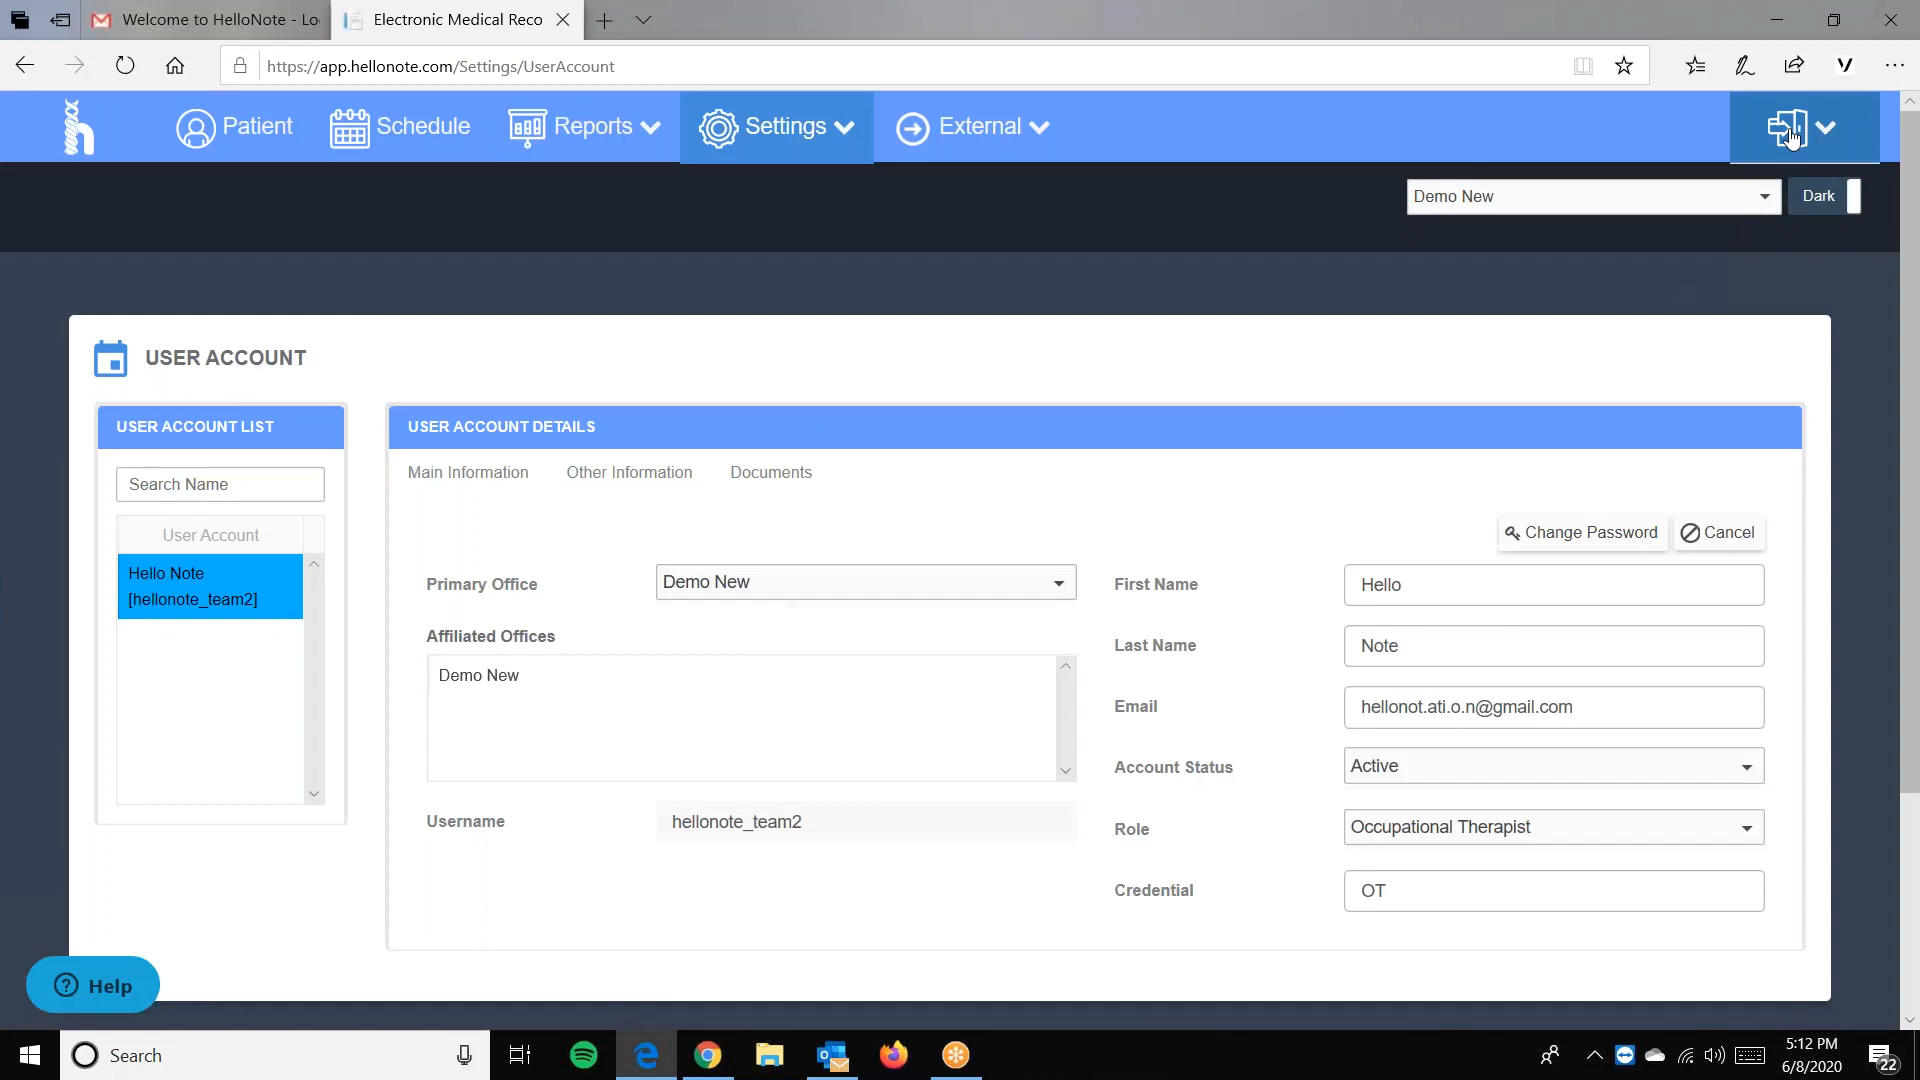 Welcome to HelloNote - Lo
Electronic Medical Reco
https://app.hellonote.com/Settings/UserAccount
h Patient Schedule Reports Settings External
Demo New Dark
USER ACCOUNT
USER ACCOUNT LIST
Search Name
User Account
Hello Note
[hellonote_team2]
USER ACCOUNT DETAILS
Main Information Other Information Documents
Change Password Cancel
Primary Office Demo New
Affiliated Offices
Demo New
Username hellonote_team2
First Name Hello
Last Name Note
Email hellonot.ati.o.n@gmail.com
Account Status Active
Role Occupational Therapist
Credential OT
? Help
Search
5:12 PM
6/8/2020
22